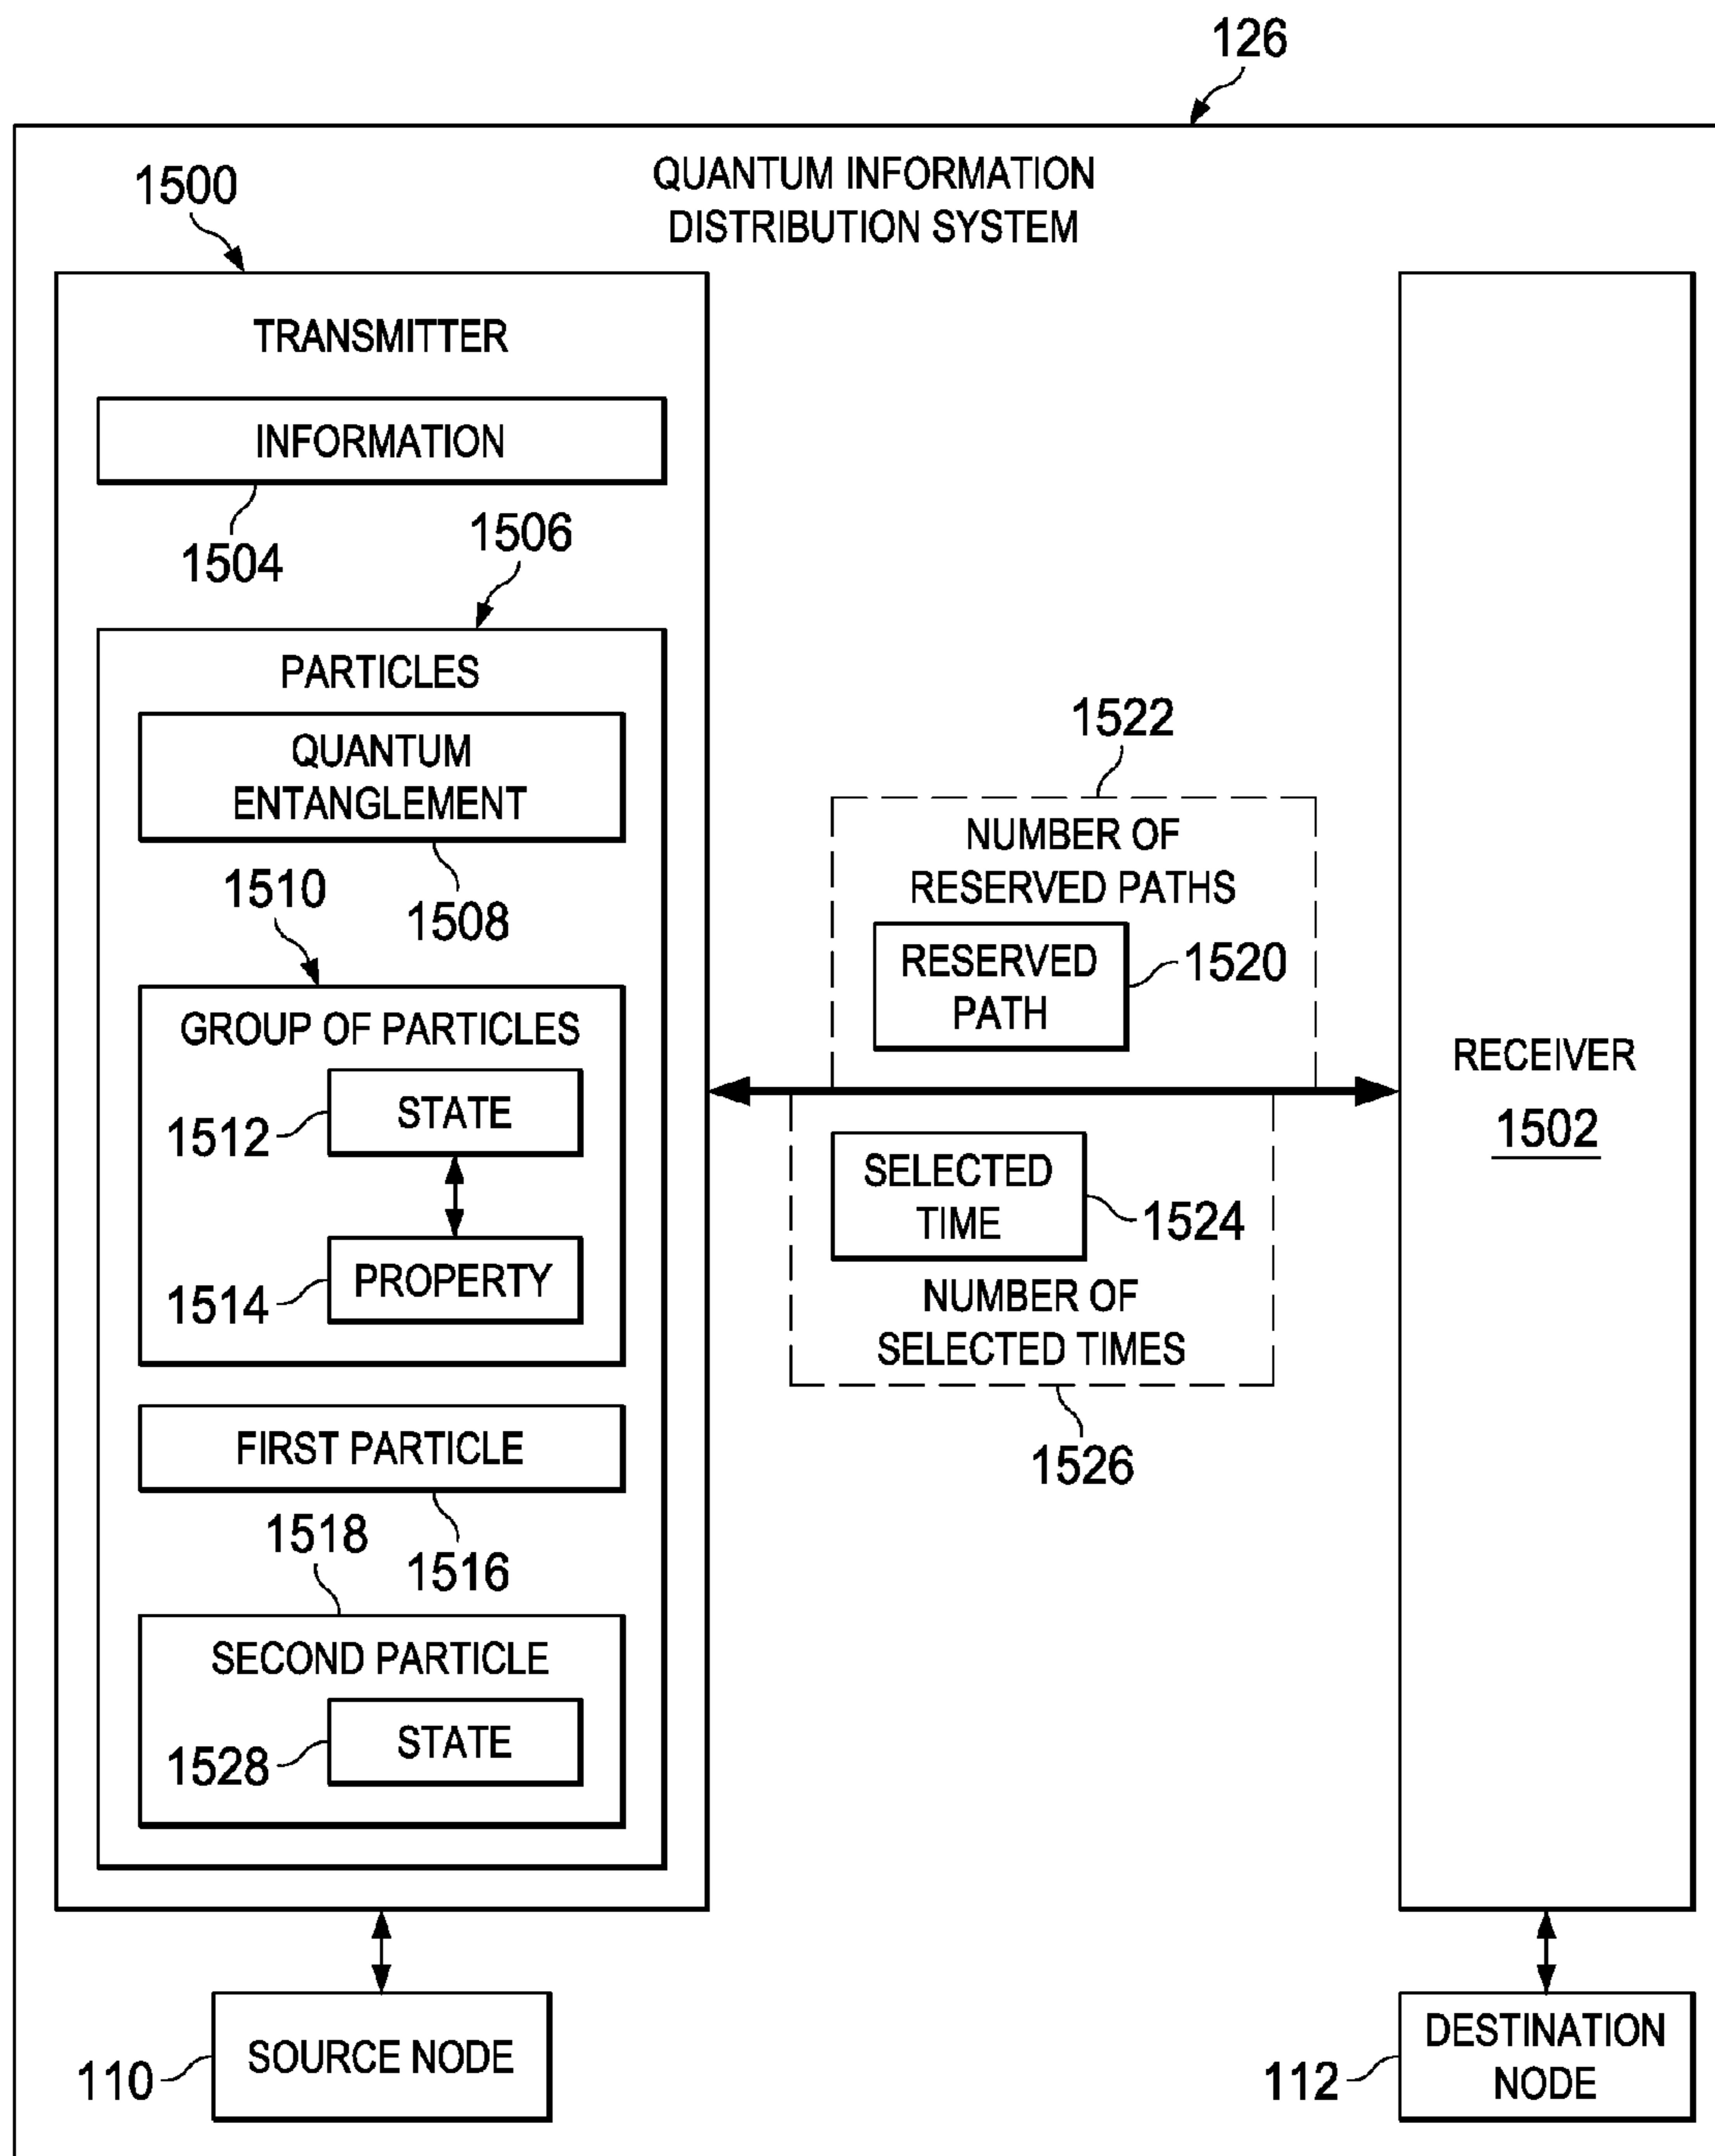 126
QUANTUM INFORMATION
DISTRIBUTION SYSTEM
1500
TRANSMITTER
INFORMATION
1504
1506
PARTICLES
QUANTUM
ENTANGLEMENT
1508
1510
GROUP OF PARTICLES
STATE
1512
PROPERTY
1514
FIRST PARTICLE
1516
1518
SECOND PARTICLE
STATE
1528
1522
NUMBER OF
RESERVED PATHS
RESERVED
PATH
1520
SELECTED
TIME
1524
NUMBER OF
SELECTED TIMES
1526
RECEIVER
1502
SOURCE NODE
110
DESTINATION
NODE
112